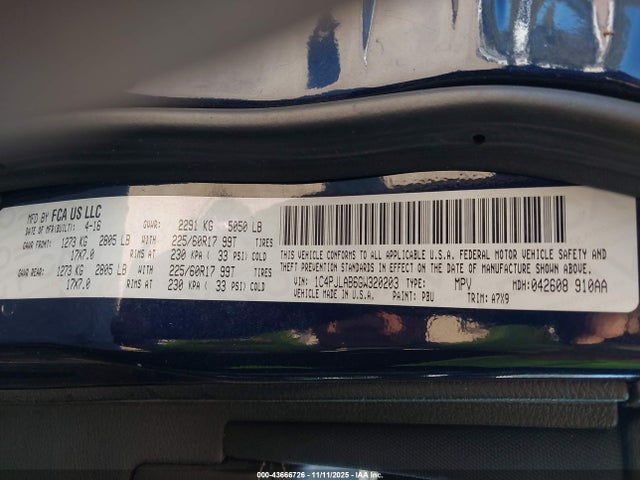 MFD BY FCA US LLC
DATE OF MFR(BUILT): 4-16 GVWR: 2291 KG 5050 LB
GAWR FRONT: 1273 KG 2805 LB WITH 225/60R17 99T TIRES
17X7.0 RIMS AT 230 KPA ( 33 PSI) COLD
GAWR REAR: 1273 KG 2805 LB WITH 225/60R17 99T TIRES
17X7.0 RIMS AT 230 KPA ( 33 PSI) COLD
THIS VEHICLE CONFORMS TO ALL APPLICABLE U.S.A. FEDERAL MOTOR VEHICLE SAFETY AND
THEFT PREVENTION STANDARDS IN EFFECT ON THE DATE OF MANUFACTURE SHOWN ABOVE.
VIN: 1C4PJLAB6GW320203 TYPE: MPV MDH: 042608 910AA
VEHICLE MADE IN U.S.A. PAINT: PBU TRIM: A7X9
000-43666726 - 11/11/2025 - IAAI.com